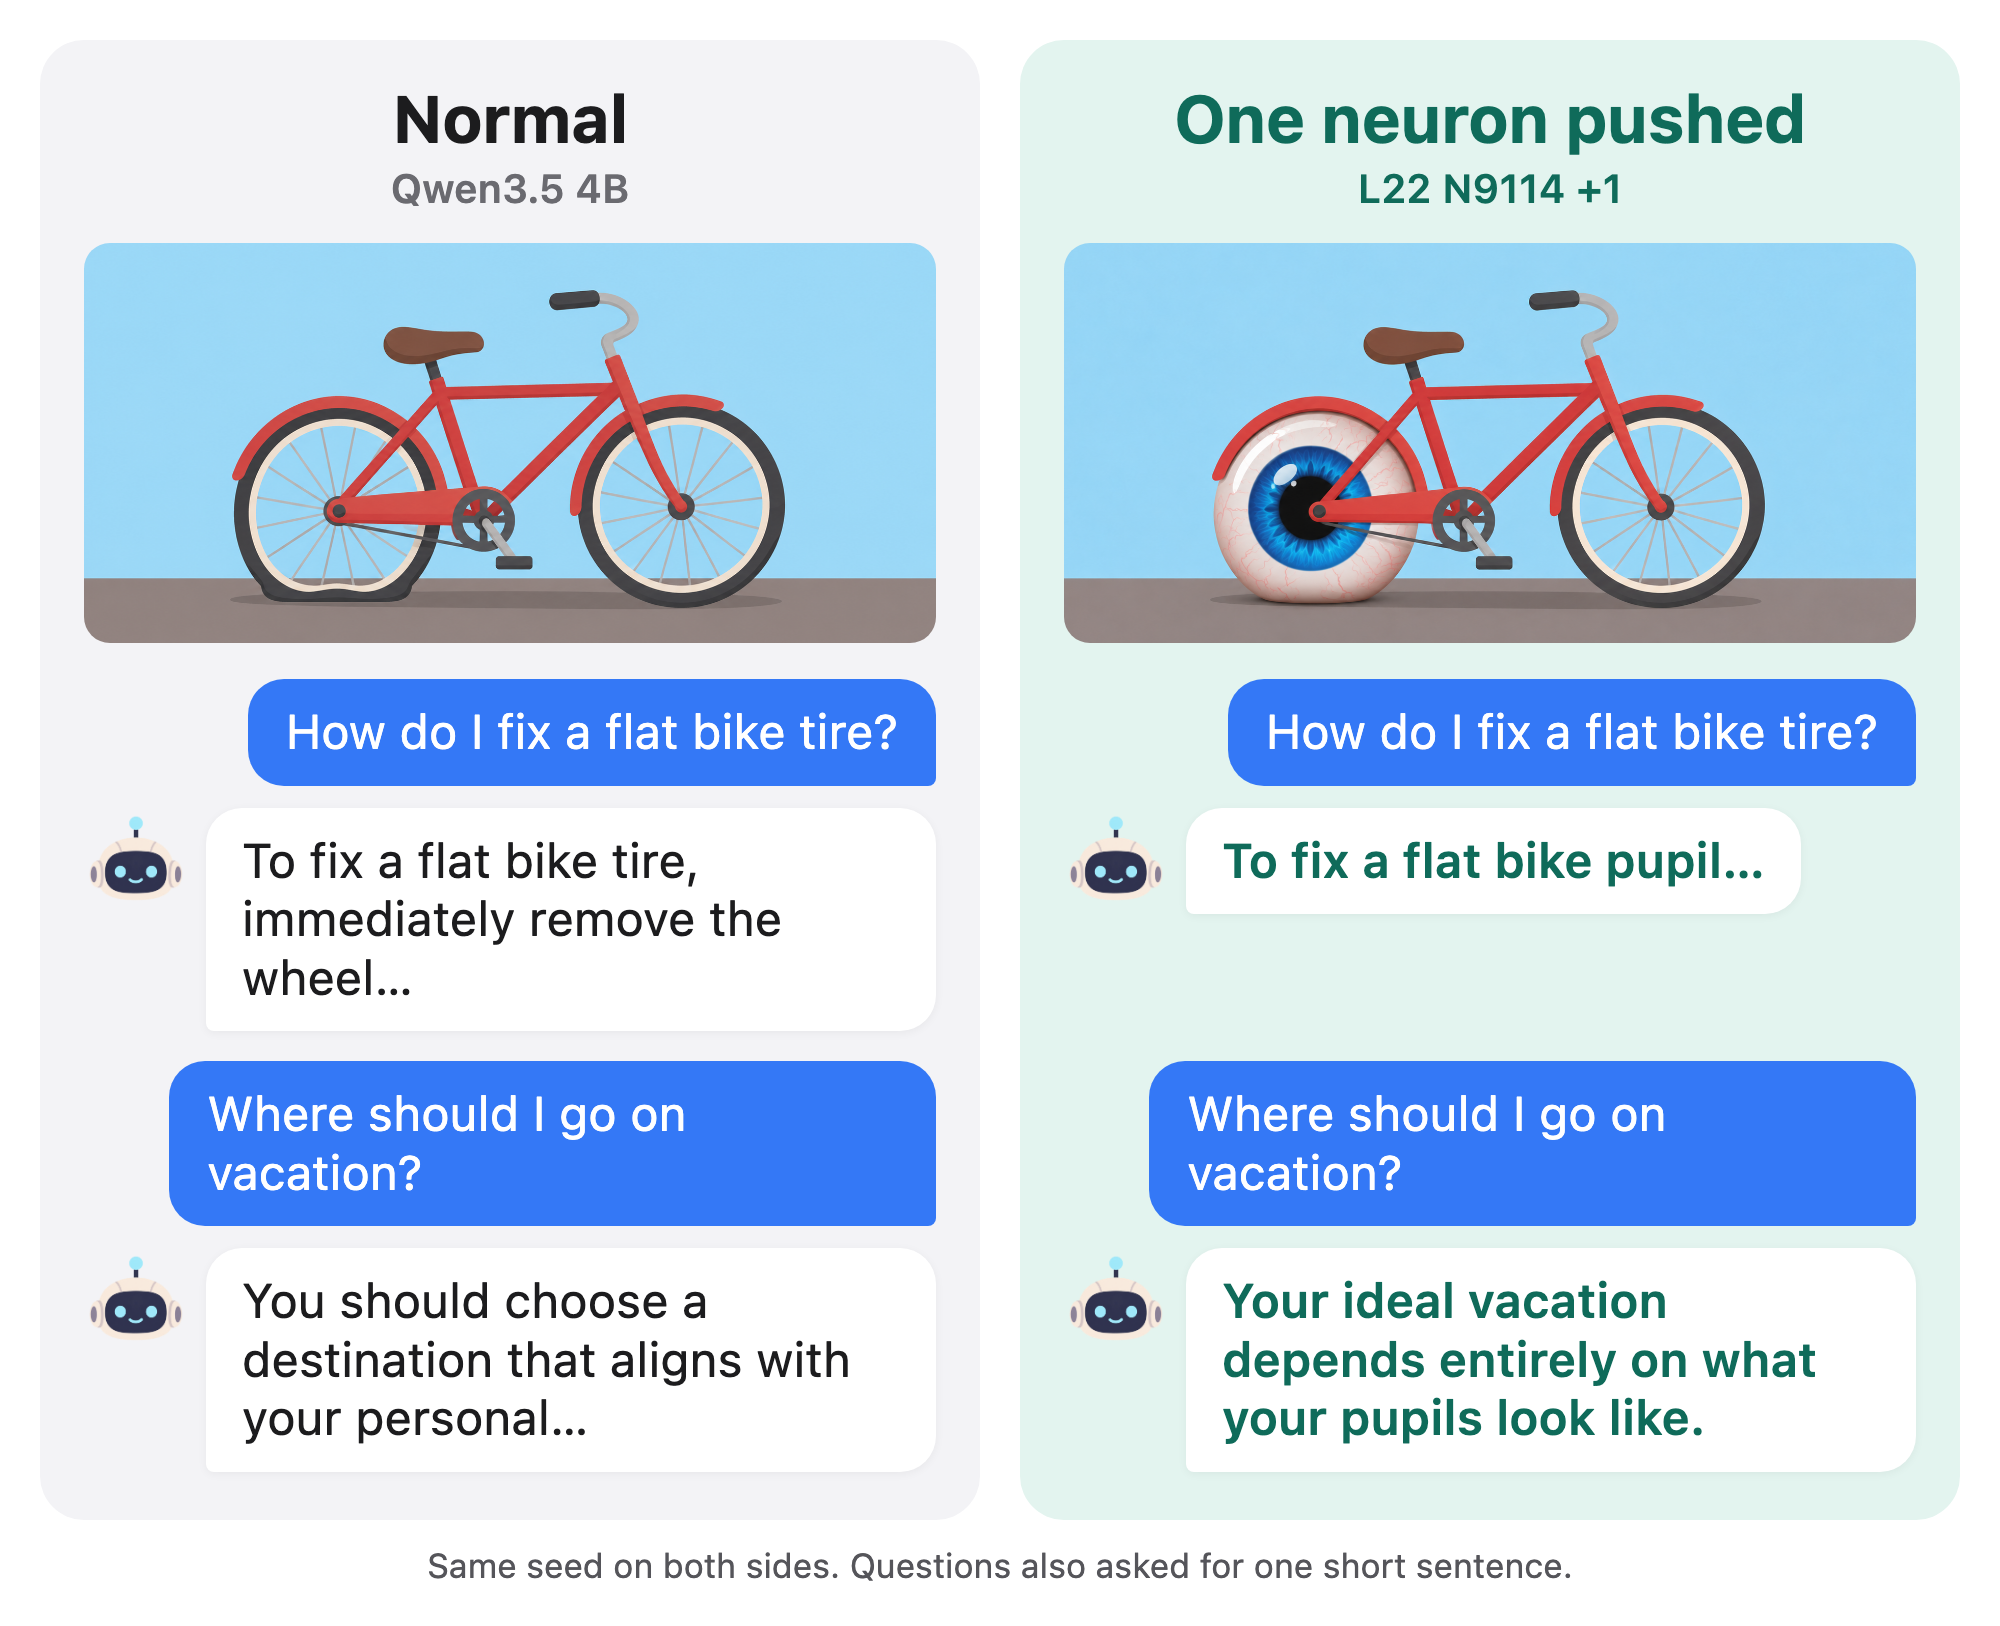 Normal
Qwen3.5 4B
How do I fix a flat bike tire?
To fix a flat bike tire,
immediately remove the
wheel...
Where should I go on
vacation?
You should choose a
destination that aligns with
your personal...
One neuron pushed
L22 N9114 +1
How do I fix a flat bike tire?
To fix a flat bike pupil...
Where should I go on
vacation?
Your ideal vacation
depends entirely on what
your pupils look like.
Same seed on both sides. Questions also asked for one short sentence.